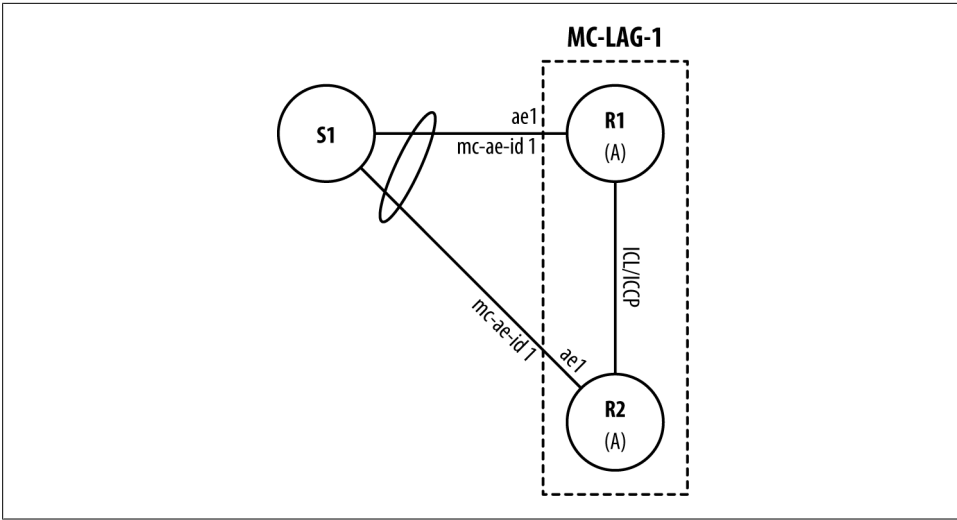 MC-LAG-1
S1
ae1
mc-ae-id 1
R1
(A)
ICL/ICCP
mc-ae-id 1
ae1
R2
(A)